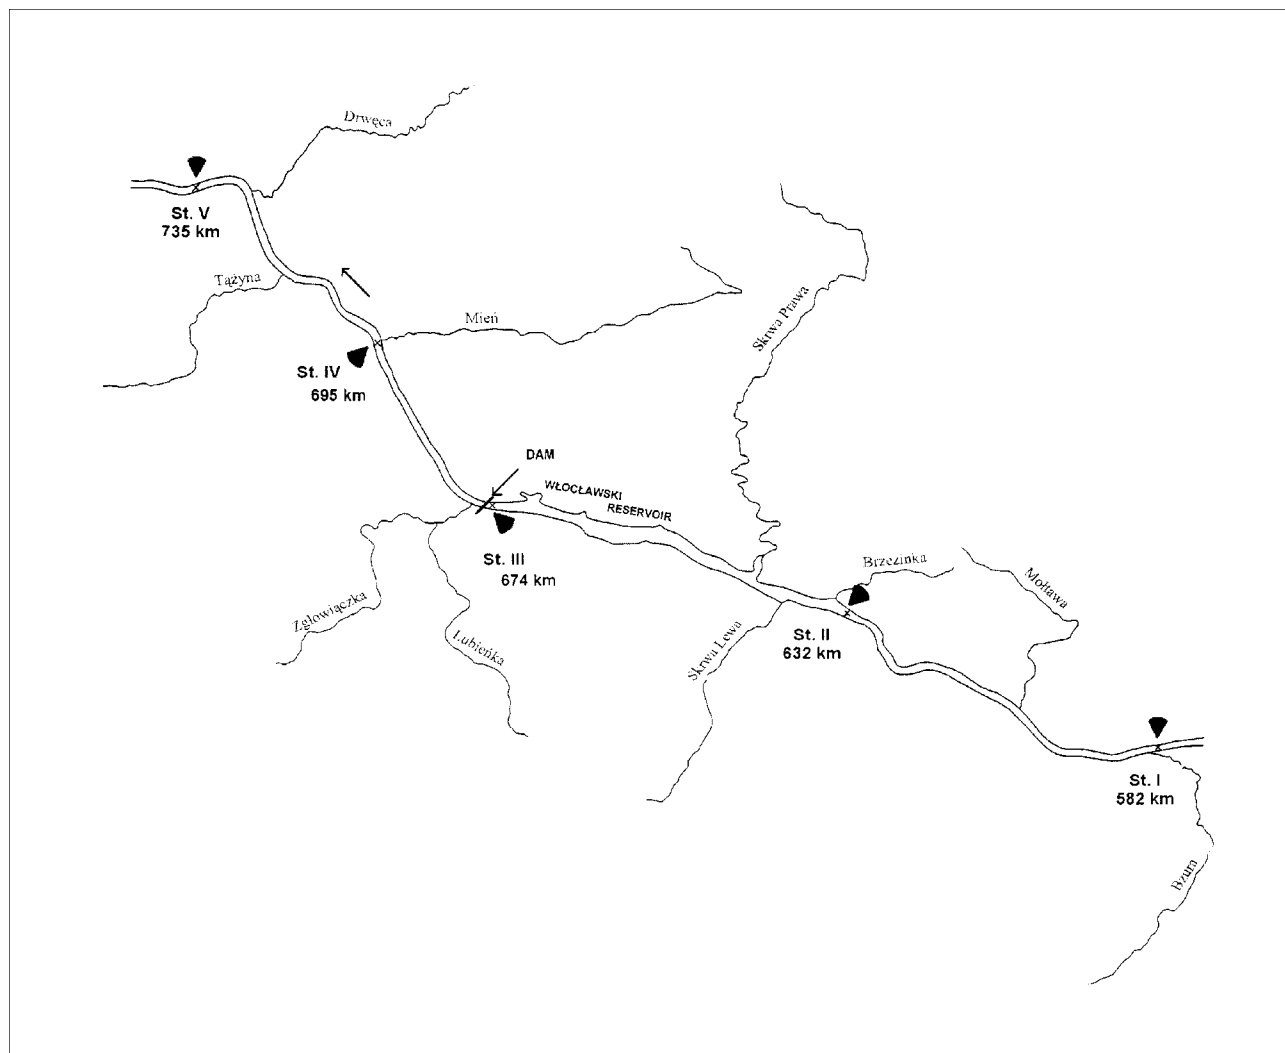 Drwęca
St. V
735 km
Tążyna
Mień
Skrwa Prawa
St. IV
695 km
DAM
WŁOCŁAWSKI
RESERVOIR
St. III
674 km
Brzezinka
Mołtawa
Zgłowiączka
Lubieńka
Skrwa Lewa
St. II
632 km
St. I
582 km
Bzura